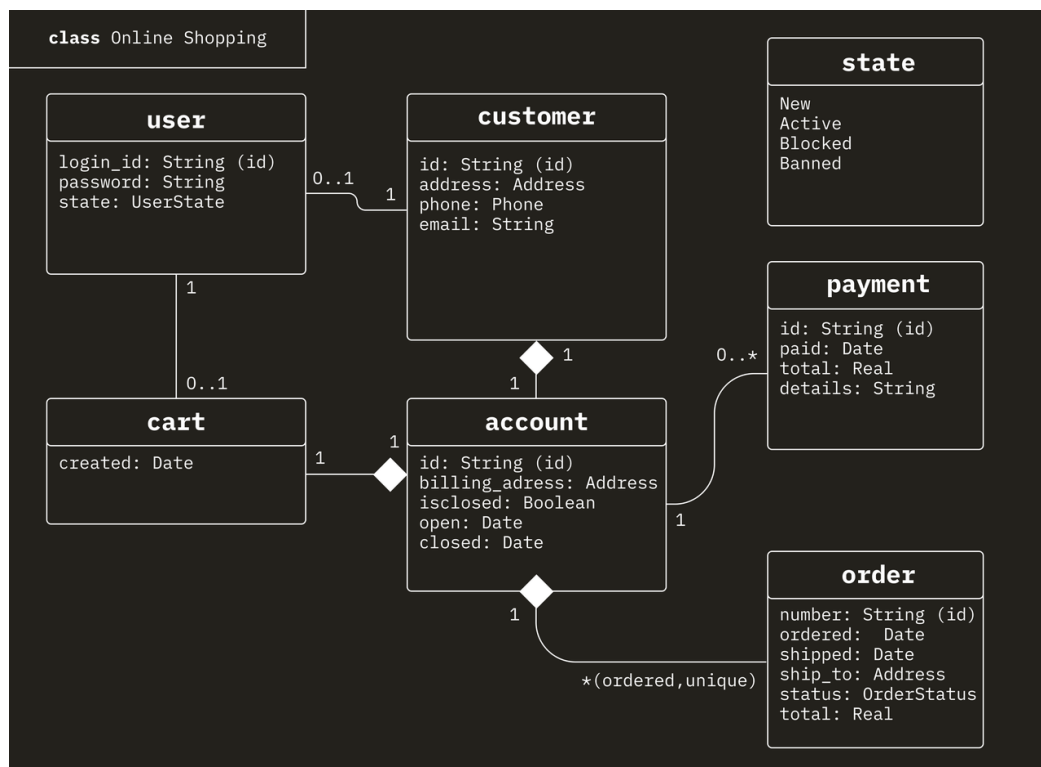 class Online Shopping
user
login_id: String (id)
password: String
state: UserState
0..1
1
customer
id: String (id)
address: Address
phone: Phone
email: String
state
New
Active
Blocked
Banned
1
0..1
1
1
payment
id: String (id)
paid: Date
total: Real
details: String
0..*
cart
created: Date
1
1
account
id: String (id)
billing_adress: Address
isclosed: Boolean
open: Date
closed: Date
1
1
*(ordered,unique)
order
number: String (id)
ordered:  Date
shipped: Date
ship_to: Address
status: OrderStatus
total: Real